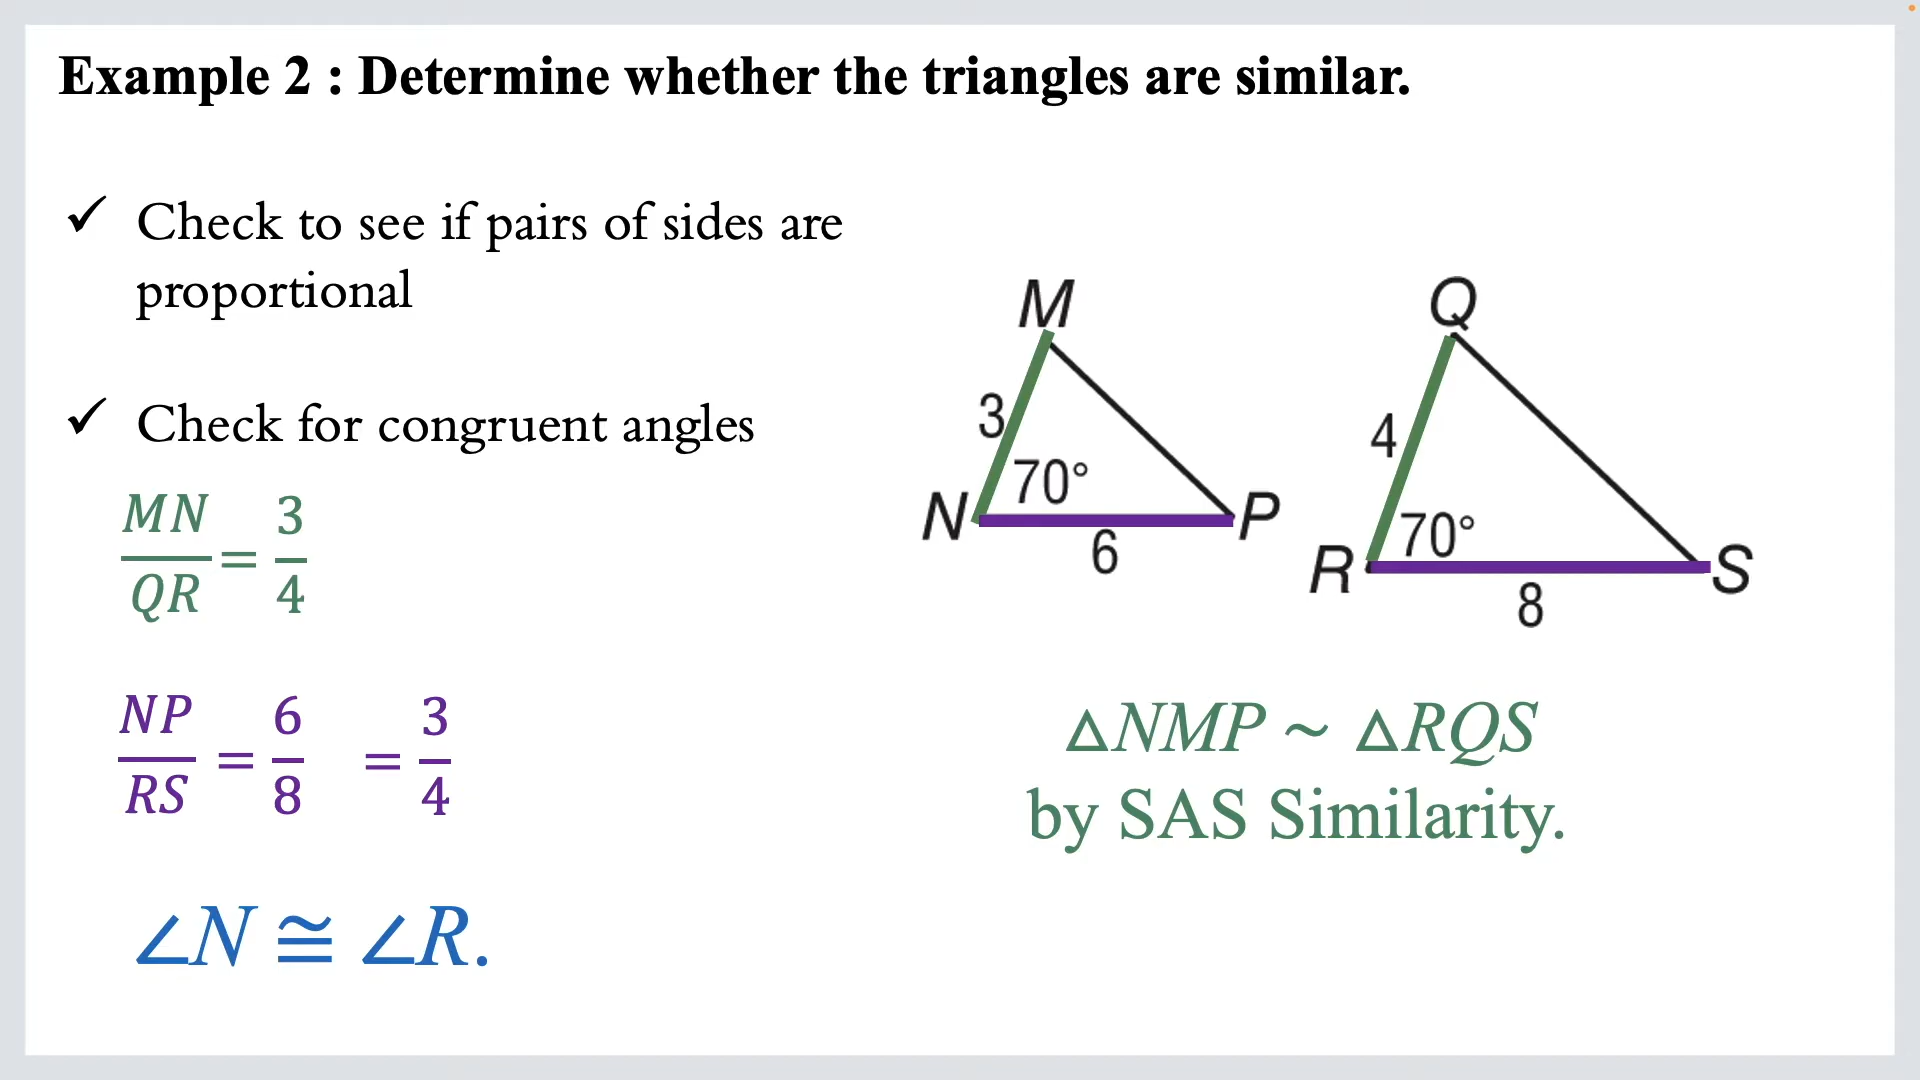 Example 2 : Determine whether the triangles are similar.
✓ Check to see if pairs of sides are
proportional
✓ Check for congruent angles
MN/QR = 3/4
NP/RS = 6/8 = 3/4
∠N ≅ ∠R.
M
3
70°
N
P
6
Q
4
70°
R
S
8
△NMP ~ △RQS
by SAS Similarity.